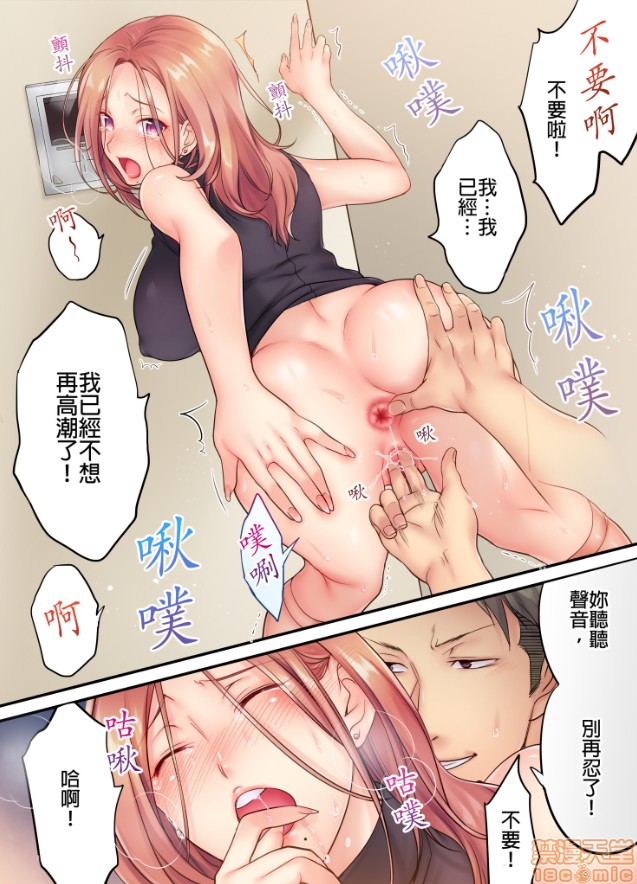 不要啊
不要啦！
啾噗
顫抖
顫抖
我…我
已經…
啊～
啾噗
我已經不想
再高潮了！
啾
啾
噗唰
啾噗
啊
妳聽聽
聲音，
別再忍了！
咕啾
咕噗
不要！
哈啊！
禁漫天堂
18comic.vip